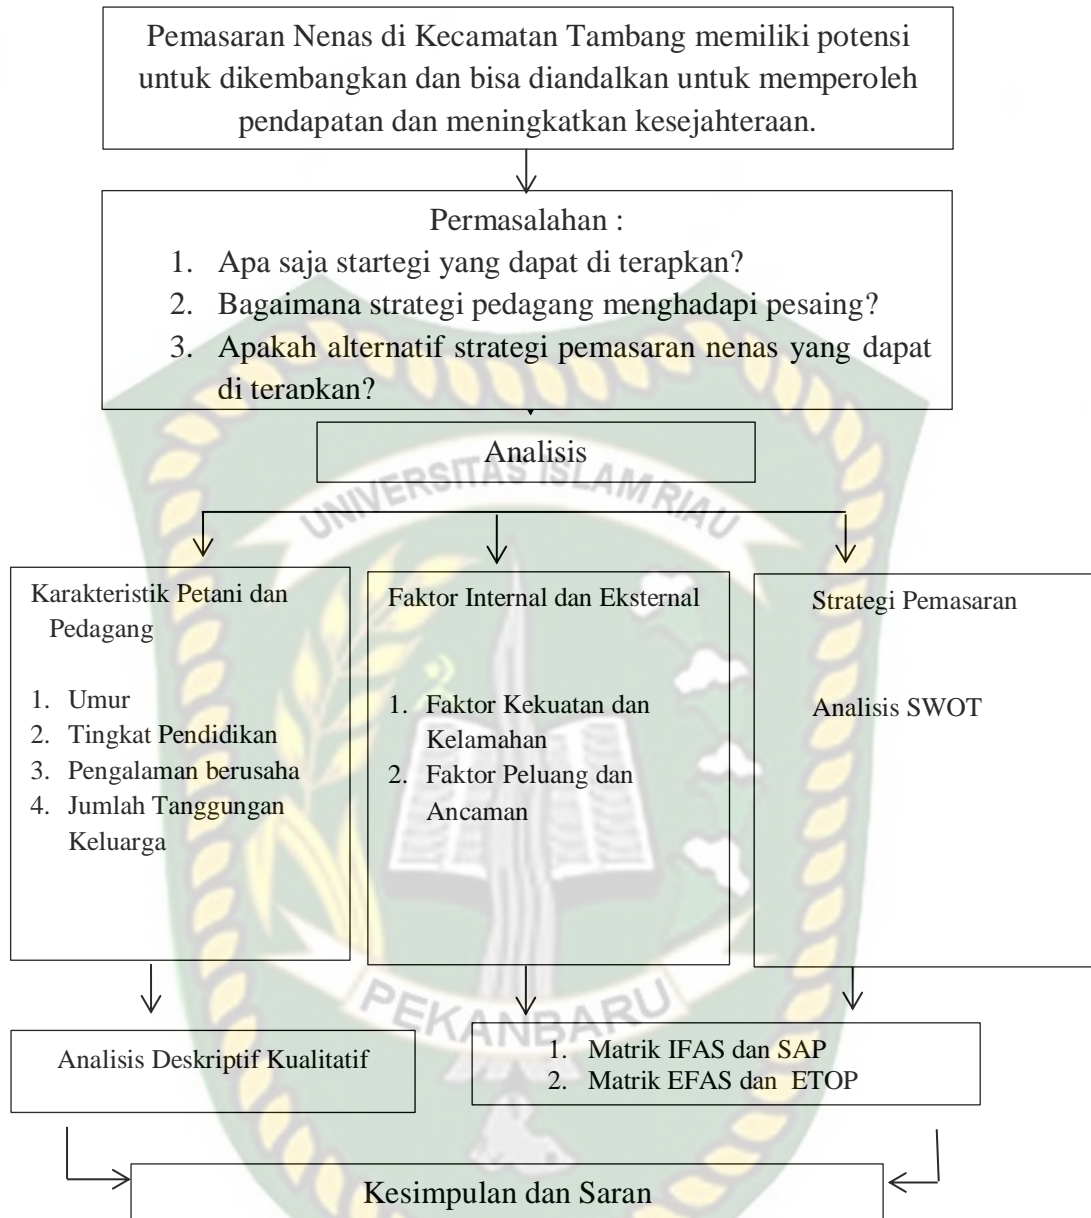 Pemasaran Nenas di Kecamatan Tambang memiliki potensi
untuk dikembangkan dan bisa diandalkan untuk memperoleh
pendapatan dan meningkatkan kesejahteraan.
Permasalahan :
1. Apa saja startegi yang dapat di terapkan?
2. Bagaimana strategi pedagang menghadapi pesaing?
3. Apakah alternatif strategi pemasaran nenas yang dapat
di terapkan?
Analisis
UNIVERSITAS ISLAM RIAU
Karakteristik Petani dan
Pedagang
1. Umur
2. Tingkat Pendidikan
3. Pengalaman berusaha
4. Jumlah Tanggungan
Keluarga
Faktor Internal dan Eksternal
1. Faktor Kekuatan dan
Kelamahan
2. Faktor Peluang dan
Ancaman
Strategi Pemasaran
Analisis SWOT
PEKANBARU
Analisis Deskriptif Kualitatif
1. Matrik IFAS dan SAP
2. Matrik EFAS dan ETOP
Kesimpulan dan Saran